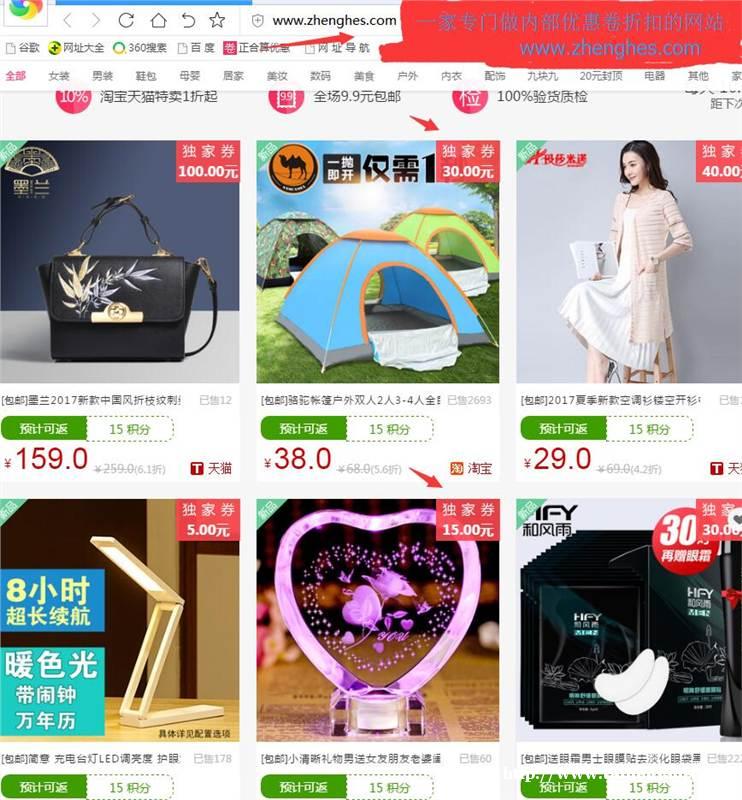 www.zhenghes.com
一家专门做内部优惠卷折扣的网站
www.zhenghes.com
谷歌 网址大全 360搜索 百度 正合算优惠 网址导航
全部 女装 男装 鞋包 母婴 居家 美妆 数码 美食 户外 内衣 配饰 九块九 20元封顶 电器 其他 家
10% 淘宝天猫特卖1折起 9.9 全场9.9元包邮 检 100%验货质检
距下次
新品 独家券 新品 独家券 新品 独家券
100.00元 30.00元 40.00
墨兰
一抛即开 仅需1
[包邮]墨兰2017新款中国风折枝纹刺 已售12 [包邮]骆驼帐篷户外双人2人3-4人全自 已售2693 [包邮]2017夏季新款空调衫镂空开衫
预计可返 15 积分 预计可返 15 积分 预计可返 15 积分
¥159.0 ¥259.0(6.1折) 天猫 ¥38.0 ¥68.0(5.6折) 淘宝 ¥29.0 ¥69.0(4.2折) 天
新品 独家券 新品 独家券 新品 独家券
5.00元 15.00元 30.00
8小时
超长续航
暖色光
带闹钟
万年历
具体详见配置选项
YOU
HFY
和风雨
30
再赠眼霜
HFY
和风雨
MEN
[包邮]简意 充电台灯LED调亮度 护眼 已售178 [包邮]小清晰礼物男送女友朋友老婆闺 已售60 [包邮]送眼霜男士眼膜贴去淡化眼袋黑 已售222
预计可返 15 积分 预计可返 15 积分 预计可返 15 积分